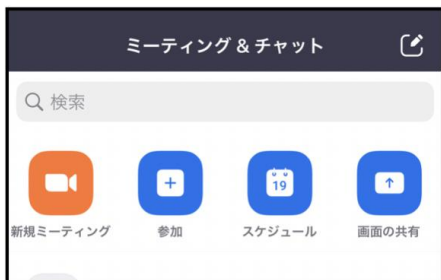 ミーティング & チャット
検索
19
新規ミーティング
参加
スケジュール
画面の共有